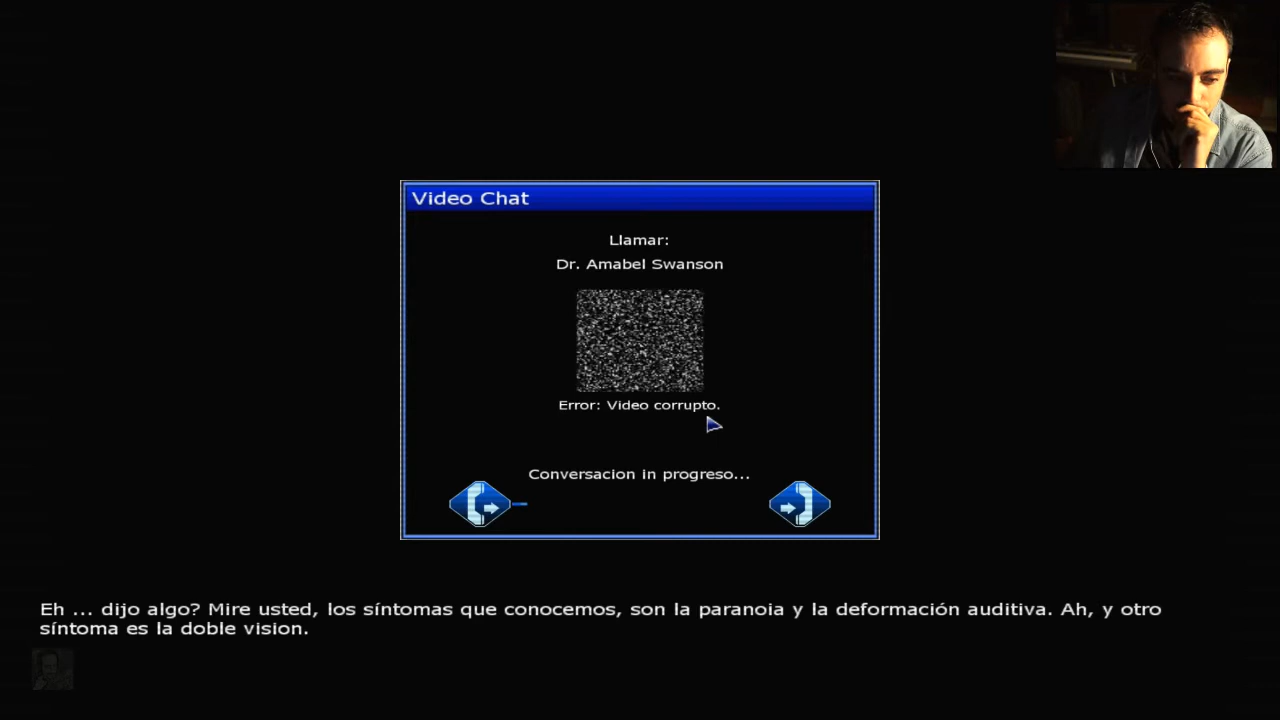 Video Chat
Llamar:
Dr. Amabel Swanson
Error: Video corrupto.
Conversacion in progreso...
Eh ... dijo algo? Mire usted, los síntomas que conocemos, son la paranoia y la deformación auditiva. Ah, y otro
síntoma es la doble vision.